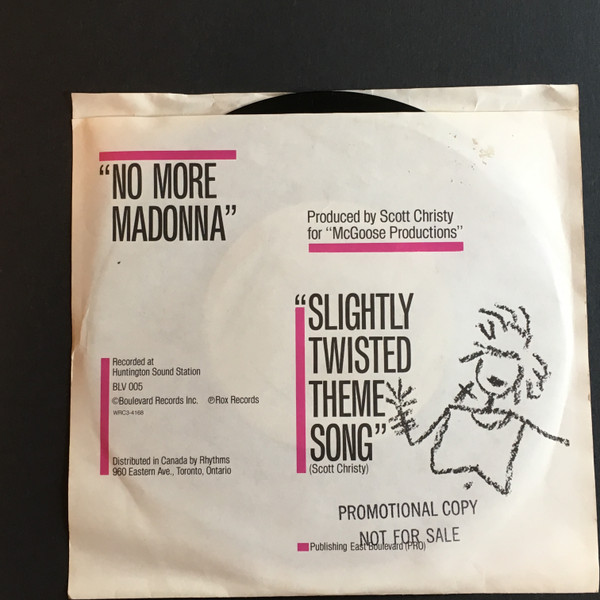 “NO MORE
MADONNA”
Produced by Scott Christy
for “McGoose Productions”
“SLIGHTLY
TWISTED
THEME
SONG”
(Scott Christy)
Recorded at
Huntington Sound Station
BLV 005
©Boulevard Records Inc. ℗Rox Records
WRC3-4168
Distributed in Canada by Rhythms
960 Eastern Ave., Toronto, Ontario
PROMOTIONAL COPY
NOT FOR SALE
Publishing East Boulevard (PRO)